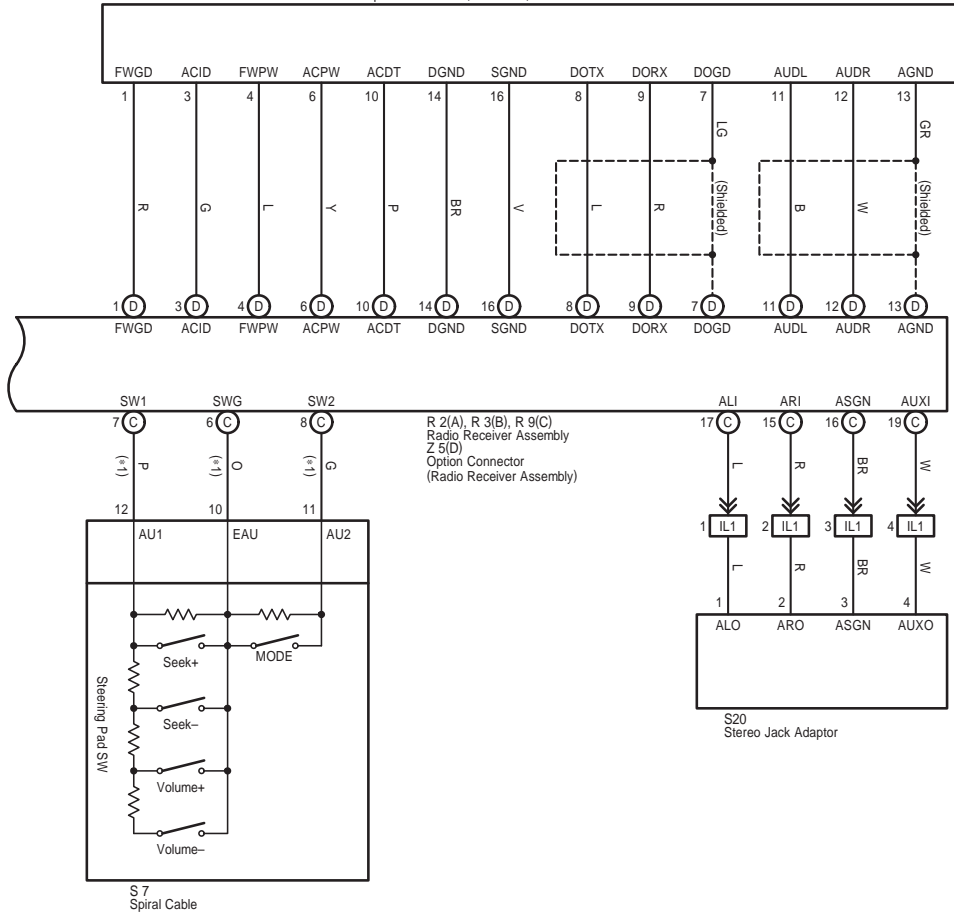 FWGD ACID FWPW ACPW ACDT DGND SGND DOTX DORX DOGD AUDL AUDR AGND
1 3 4 6 10 14 16 8 9 7 11 12 13
LG GR
(Shielded) (Shielded)
R G L Y P BR V L R B W
1 D 3 D 4 D 6 D 10 D 14 D 16 D 8 D 9 D 7 D 11 D 12 D 13 D
FWGD ACID FWPW ACPW ACDT DGND SGND DOTX DORX DOGD AUDL AUDR AGND
SW1 SWG SW2 ALI ARI ASGN AUXI
7 C 6 C 8 C 17 C 15 C 16 C 19 C
R 2(A), R 3(B), R 9(C)
Radio Receiver Assembly
Z 5(D)
Option Connector
(Radio Receiver Assembly)
(*1) P (*1) O (*1) G L R BR W
12 10 11
1 IL1 2 IL1 3 IL1 4 IL1
AU1 EAU AU2
L R BR W
1 2 3 4
ALO ARO ASGN AUXO
Seek+
MODE
Steering Pad SW
Seek–
Volume+
Volume–
S20
Stereo Jack Adaptor
S 7
Spiral Cable